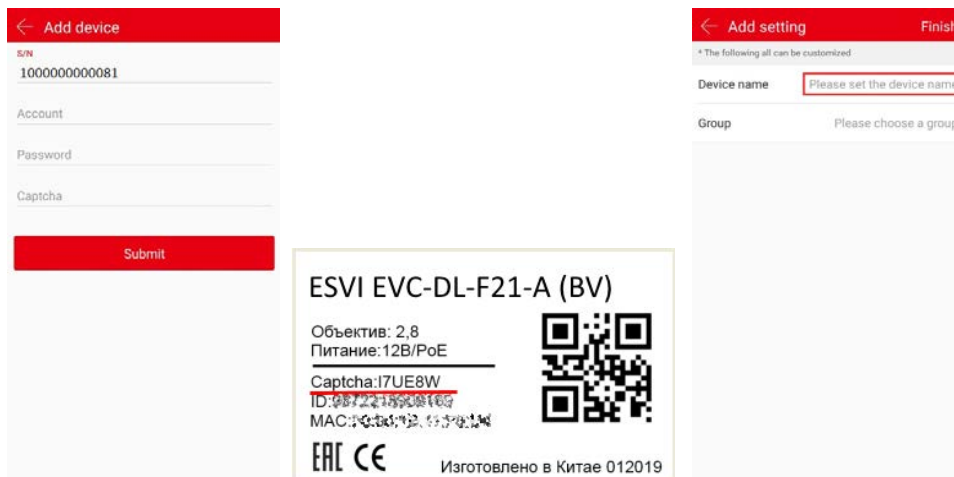 Add device
S/N
1000000000081
Account
Password
Captcha
Submit
ESVI EVC-DL-F21-A (BV)
Объектив: 2,8
Питание:12В/PoE
Captcha:I7UE8W
ID:
MAC:
EAC CE
Изготовлено в Китае 012019
Add setting
Finish
* The following all can be customized
Device name
Please set the device name
Group
Please choose a group